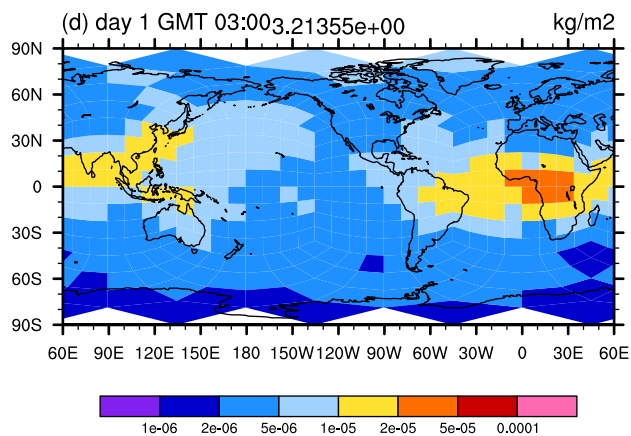 (d) day 1 GMT 03:00 3.21355e+00 kg/m2
90N
60N
30N
0
30S
60S
90S
60E 90E 120E 150E 180 150W 120W 90W 60W 30W 0 30E 60E
1e-06 2e-06 5e-06 1e-05 2e-05 5e-05 0.0001